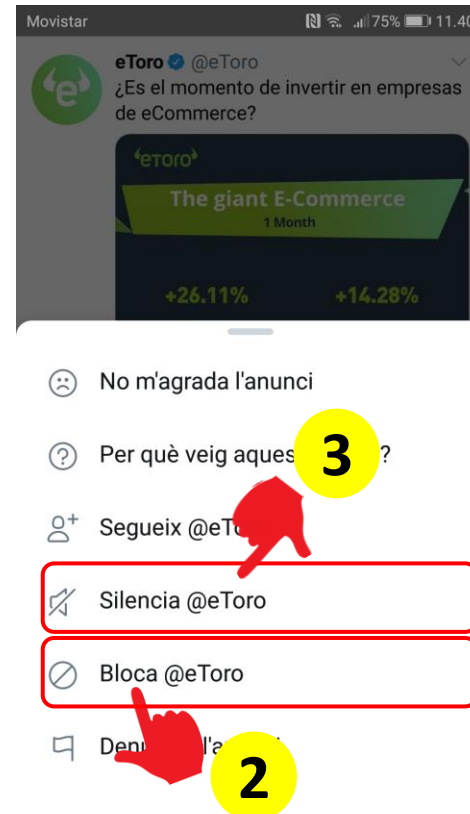 Movistar 75% 11.40
eToro @eToro
¿Es el momento de invertir en empresas
de eCommerce?
eTORO
The giant E-Commerce
1 Month
+26.11% +14.28%
No m'agrada l'anunci
Per què veig ?
3
Segueix
Silencia @eToro
Bloca @eToro
2